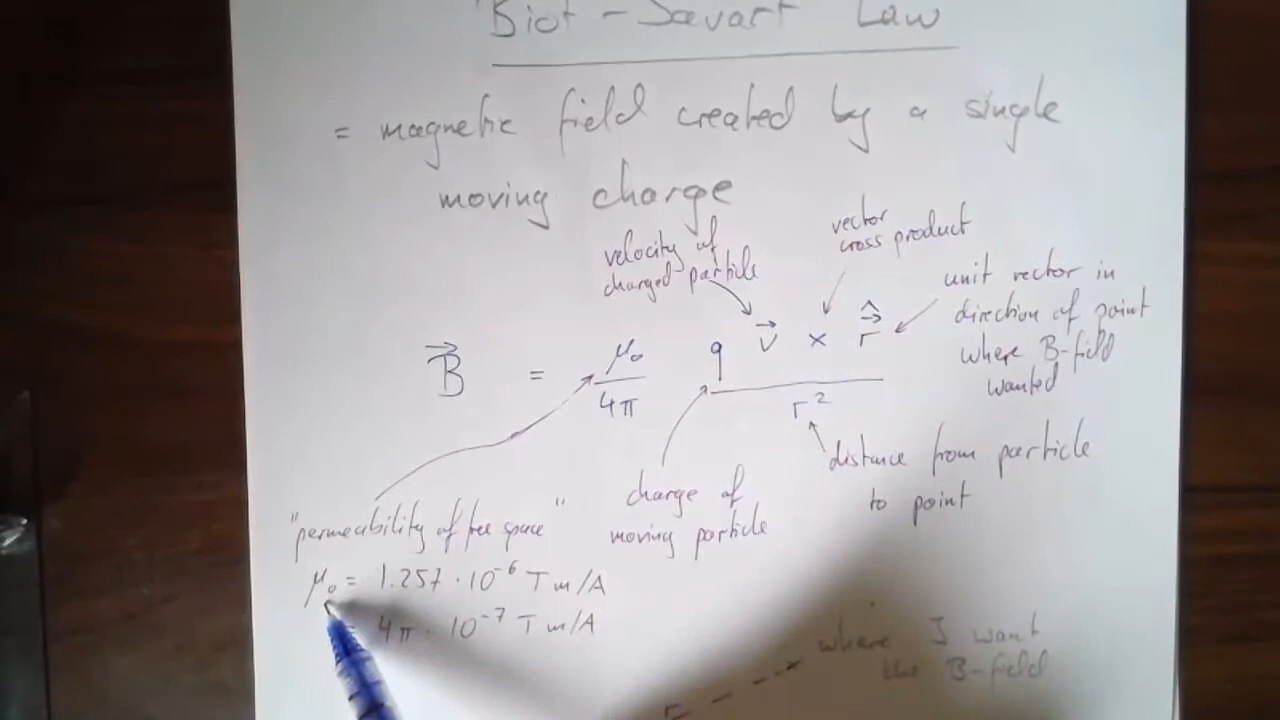 Biot - Savart Law
= magnetic field created by a single
moving charge
velocity of
charged particle
vector
cross product
unit vector in
direction of point
where B-field
wanted
B⃗ = μ₀/4π q v⃗ × r̂⃗ / r²
distance from particle
to point
charge of
moving particle
"permeability of free space"
μ₀ = 1.257 · 10⁻⁶ T m/A
4π · 10⁻⁷ T m/A
where I want
the B-field